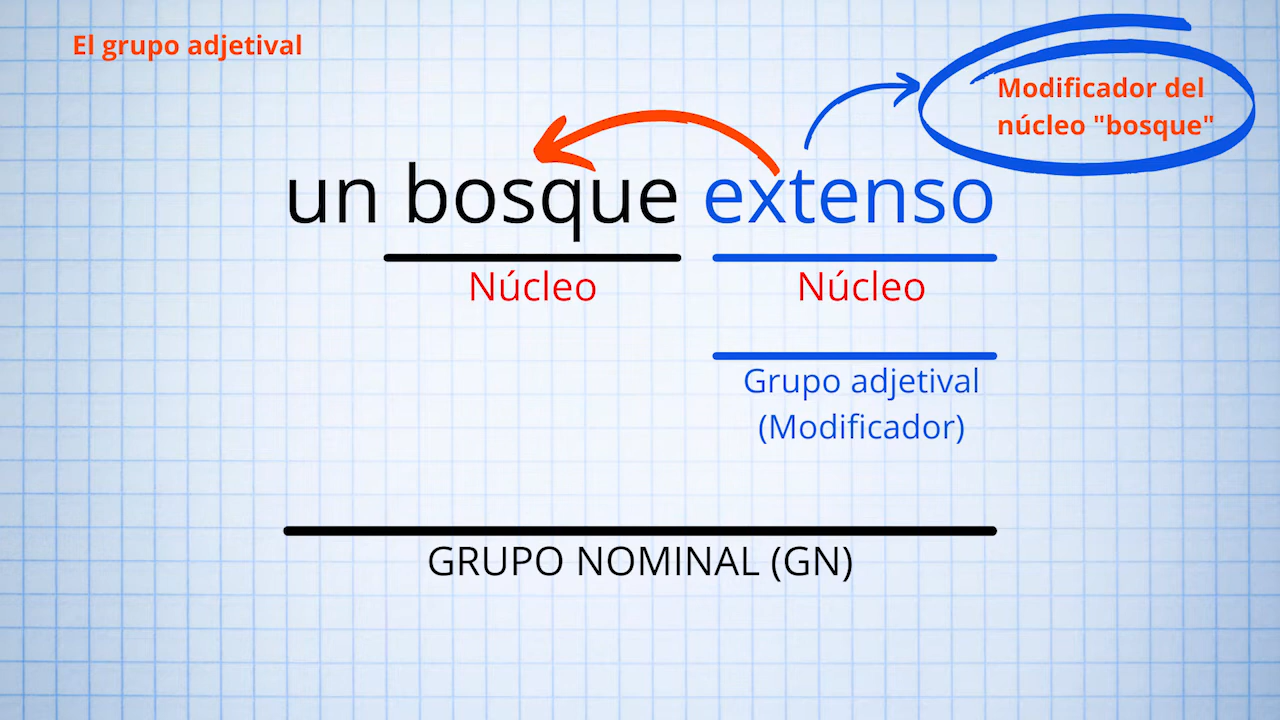 El grupo adjetival
Modificador del
núcleo "bosque"
un bosque extenso
Núcleo
Núcleo
Grupo adjetival
(Modificador)
GRUPO NOMINAL (GN)